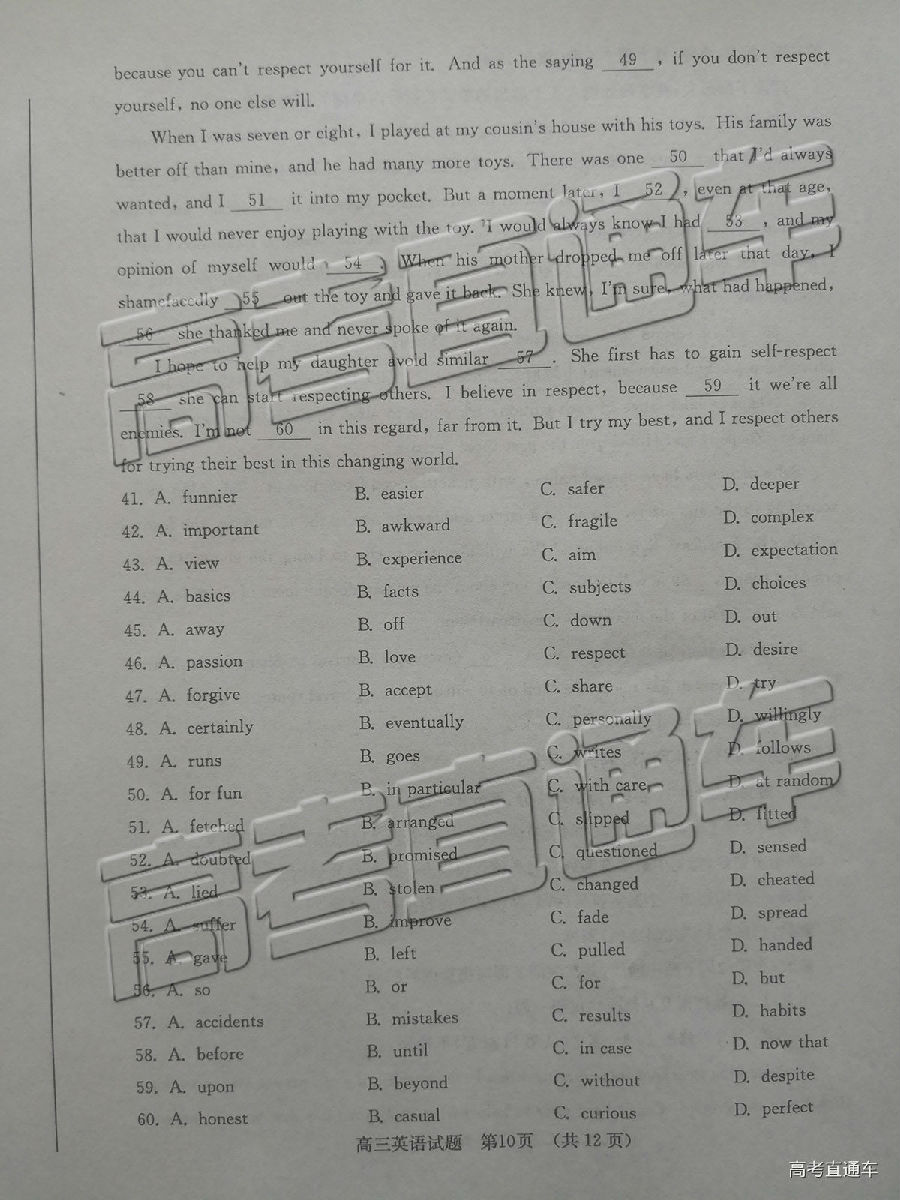 because you can't respect yourself for it. And as the saying 49 , if you don't respect
yourself, no one else will.
When I was seven or eight, I played at my cousin's house with his toys. His family was
better off than mine, and he had many more toys. There was one 50 that I'd always
wanted, and I 51 it into my pocket. But a moment later, I 52 , even at that age,
that I would never enjoy playing with the toy. I would always know I had 53 , and my
opinion of myself would 54 . When his mother dropped me off later that day, I
shamefacedly 55 out the toy and gave it back. She knew, I'm sure, what had happened,
56 she thanked me and never spoke of it again.
I hope to help my daughter avoid similar 57 . She first has to gain self-respect
58 she can start respecting others. I believe in respect, because 59 it we're all
enemies. I'm not 60 in this regard, far from it. But I try my best, and I respect others
for trying their best in this changing world.
41. A. funnier B. easier C. safer D. deeper
42. A. important B. awkward C. fragile D. complex
43. A. view B. experience C. aim D. expectation
44. A. basics B. facts C. subjects D. choices
45. A. away B. off C. down D. out
46. A. passion B. love C. respect D. desire
47. A. forgive B. accept C. share D. try
48. A. certainly B. eventually C. personally D. willingly
49. A. runs B. goes C. writes D. follows
50. A. for fun B. in particular C. with care D. at random
51. A. fetched B. arranged C. slipped D. fitted
52. A. doubted B. promised C. questioned D. sensed
53. A. lied B. stolen C. changed D. cheated
54. A. suffer B. improve C. fade D. spread
55. A. gave B. left C. pulled D. handed
56. A. so B. or C. for D. but
57. A. accidents B. mistakes C. results D. habits
58. A. before B. until C. in case D. now that
59. A. upon B. beyond C. without D. despite
60. A. honest B. casual C. curious D. perfect
高三英语试题 第10页 (共12页)
高考直通车
高考直通车
高考直通车